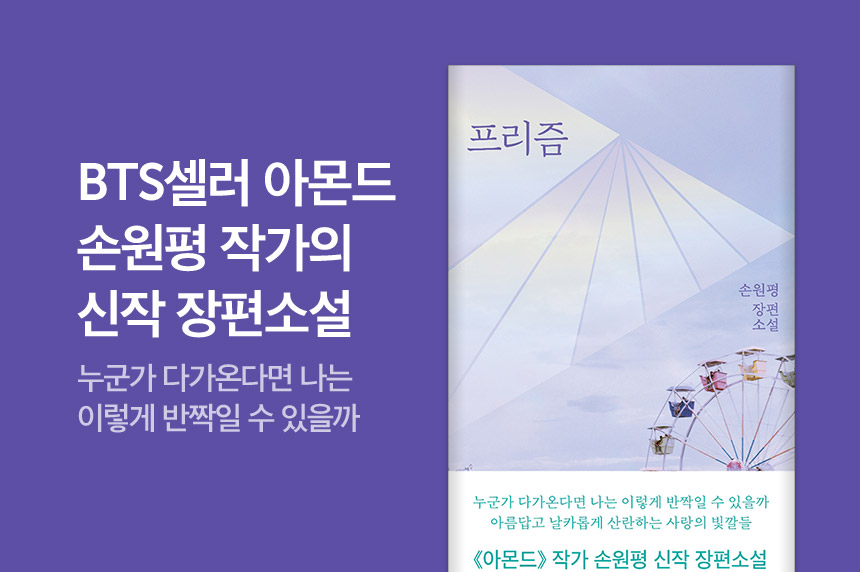 BTS셀러 아몬드
손원평 작가의
신작 장편소설
누군가 다가온다면 나는
이렇게 반짝일 수 있을까
프리즘
손원평
장편
소설
누군가 다가온다면 나는 이렇게 반짝일 수 있을까
아름답고 날카롭게 산란하는 사랑의 빛깔들
《아몬드》 작가 손원평 신작 장편소설